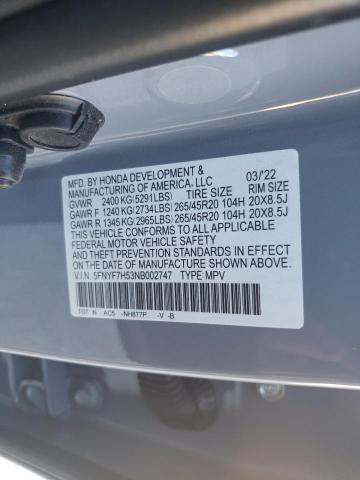 MFD. BY HONDA DEVELOPMENT & 03/'22
MANUFACTURING OF AMERICA, LLC
GVWR 2400 KG(5291LBS) TIRE SIZE RIM SIZE
GAWR F 1240 KG(2734LBS) 265/45R20 104H 20X8.5J
GAWR R 1345 KG(2965LBS) 265/45R20 104H 20X8.5J
THIS VEHICLE CONFORMS TO ALL APPLICABLE
FEDERAL MOTOR VEHICLE SAFETY AND
THEFT PREVENTION STANDARDS IN EFFECT ON
THE DATE OF MANUFACTURE SHOWN ABOVE.
V.I.N. 5FNYF7H53NB002747 TYPE: MPV
TGT N AC5 -NH877P -V -B